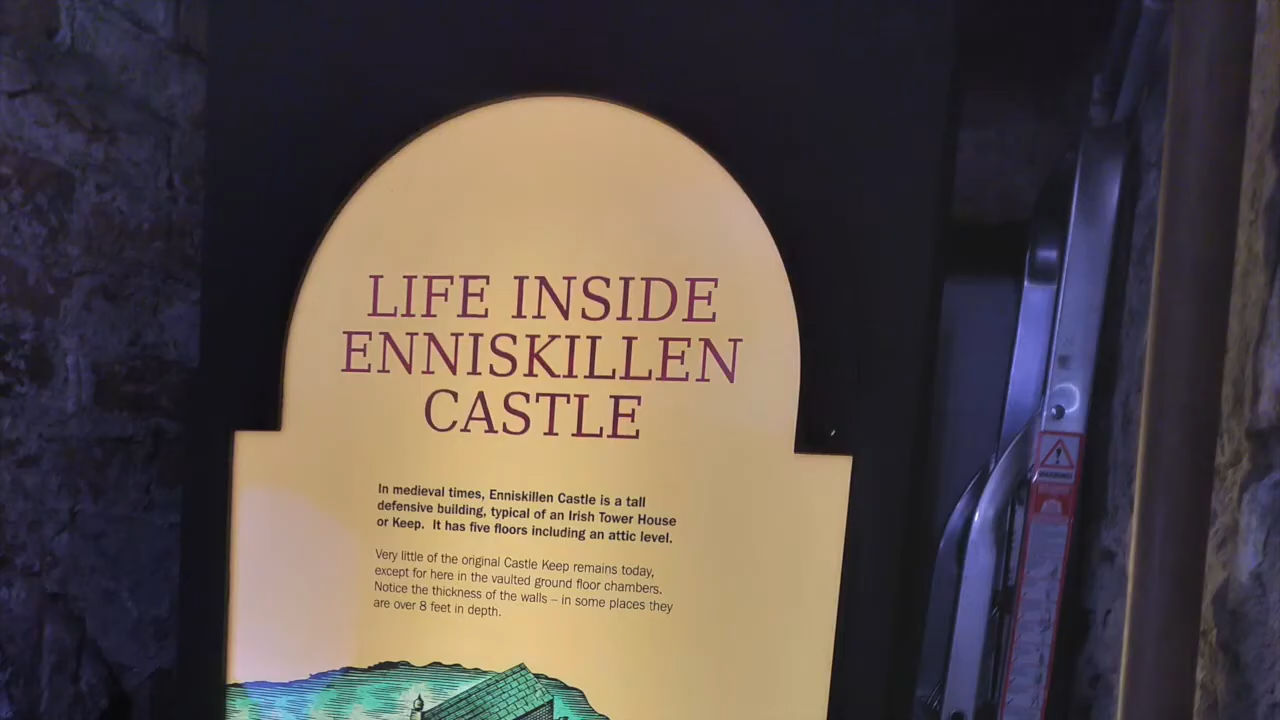 LIFE INSIDE
ENNISKILLEN
CASTLE
In medieval times, Enniskillen Castle is a tall
defensive building, typical of an Irish Tower House
or Keep. It has five floors including an attic level.
Very little of the original Castle Keep remains today,
except for here in the vaulted ground floor chambers.
Notice the thickness of the walls – in some places they
are over 8 feet in depth.